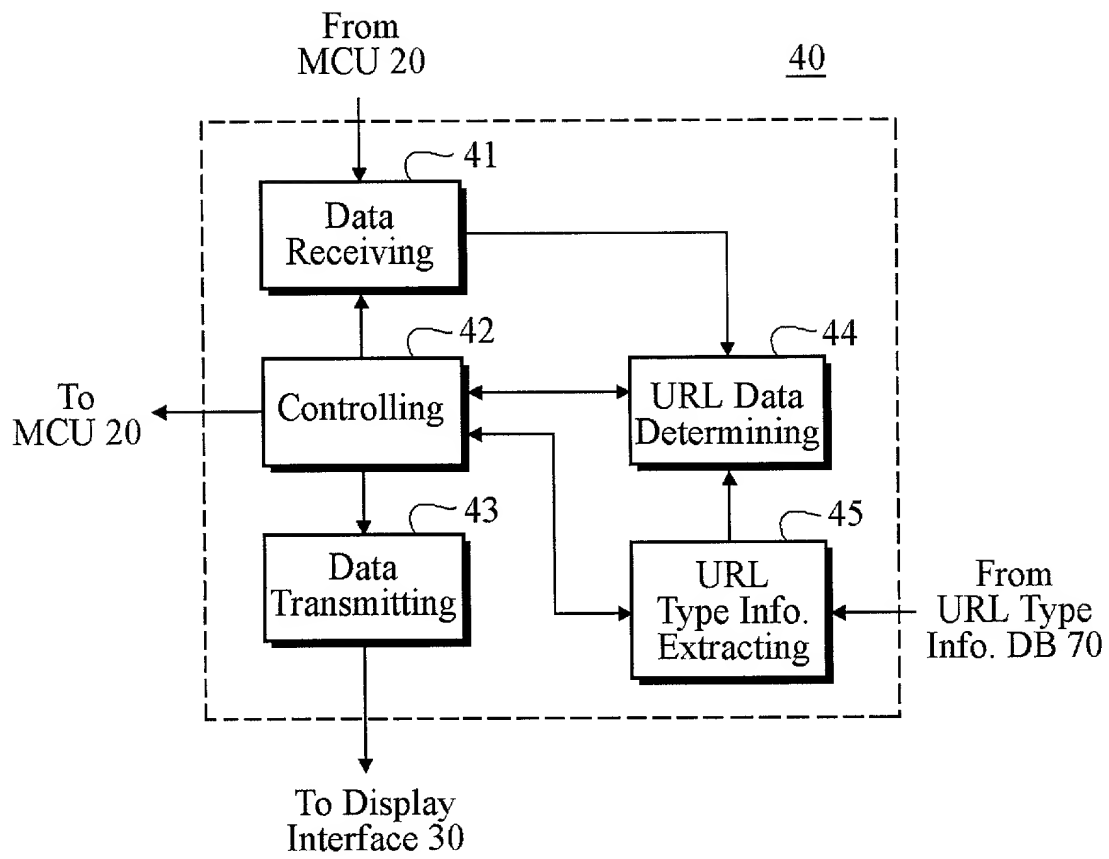 From
MCU 20
40
41
Data
Receiving
42
To
MCU 20
Controlling
44
URL Data
Determining
43
Data
Transmitting
45
URL
Type Info.
Extracting
From
URL Type
Info. DB 70
To Display
Interface 30